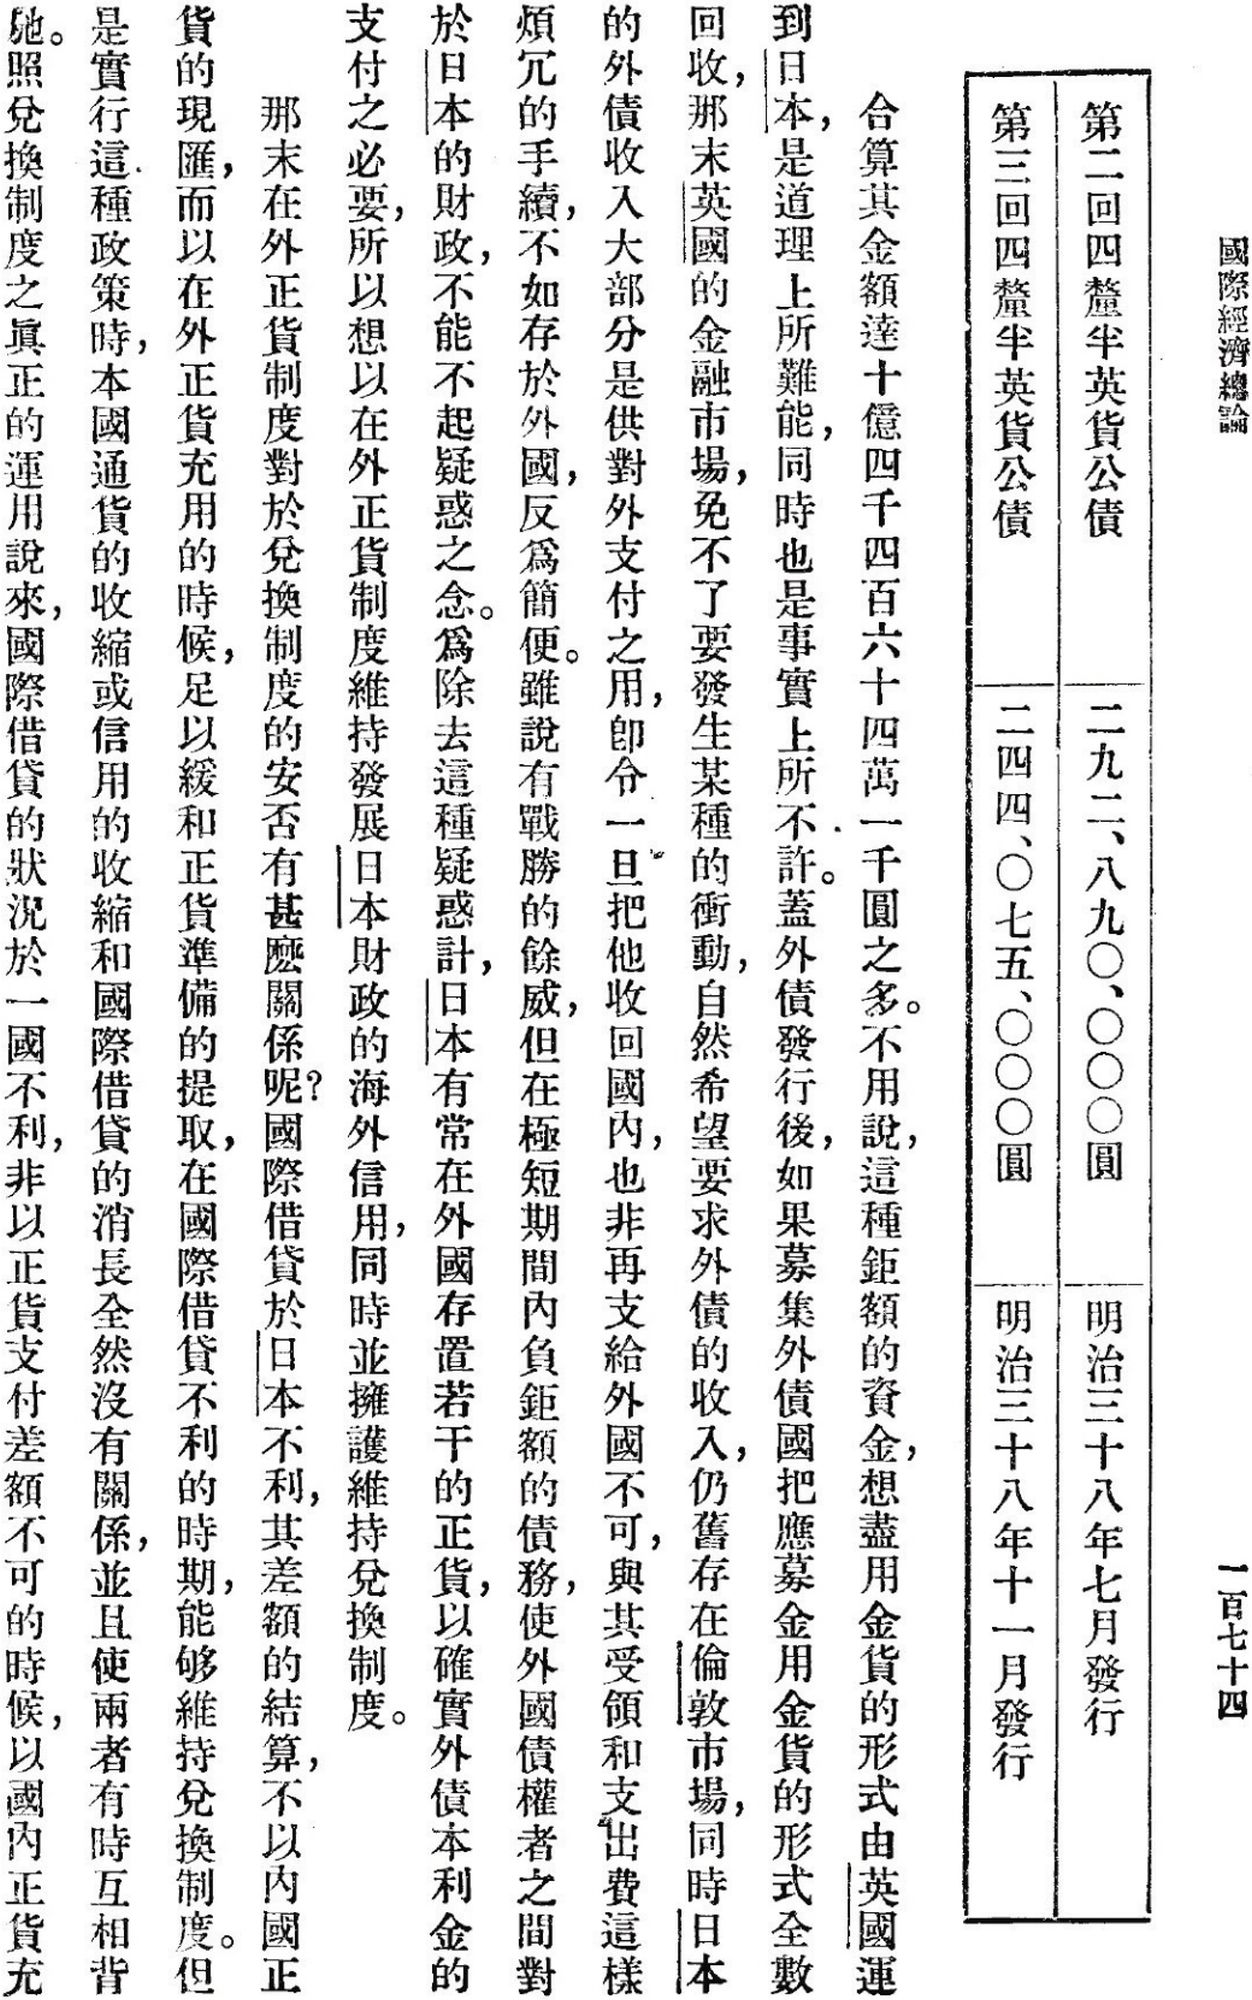 國際經濟總論
一百七十四
第二回四釐半英貨公債 二九二、八九〇、〇〇〇圓 明治三十八年七月發行
第三回四釐半英貨公債 二四四、〇七五、〇〇〇圓 明治三十八年十一月發行
合算其金額達十億四千四百六十四萬一千圓之多。不用說，這種鉅額的資金，想盡用金貨的形式由英國運
到日本，是道理上所難能，同時也是事實上所不許。蓋外債發行後，如果募集外債國把應募金用金貨的形式全數
回收，那末英國的金融市場，免不了要發生某種的衝動，自然希望要求外債的收入，仍舊存在倫敦市場，同時日本
的外債收入大部分是供對外支付之用，卽令一旦把他收回國內，也非再支給外國不可，與其受領和支出費這樣
煩冗的手續，不如存於外國，反爲簡便。雖說有戰勝的餘威，但在極短期間內負鉅額的債務，使外國債權者之間對
於日本的財政，不能不起疑惑之念。爲除去這種疑惑計，日本有常在外國存置若干的正貨，以確實外債本利金的
支付之必要，所以想以在外正貨制度維持發展日本財政的海外信用，同時並擁護維持兌換制度。
那末在外正貨制度對於兌換制度的安否有甚麽關係呢？國際借貸於日本不利，其差額的結算，不以內國正
貨的現匯，而以在外正貨充用的時候，足以緩和正貨準備的提取，在國際借貸不利的時期，能够維持兌換制度。但
是實行這種政策時，本國通貨的收縮或信用的收縮和國際借貸的消長全然沒有關係，並且使兩者有時互相背
馳。照兌換制度之眞正的運用說來，國際借貸的狀況於一國不利，非以正貨支付差額不可的時候，以國內正貨充